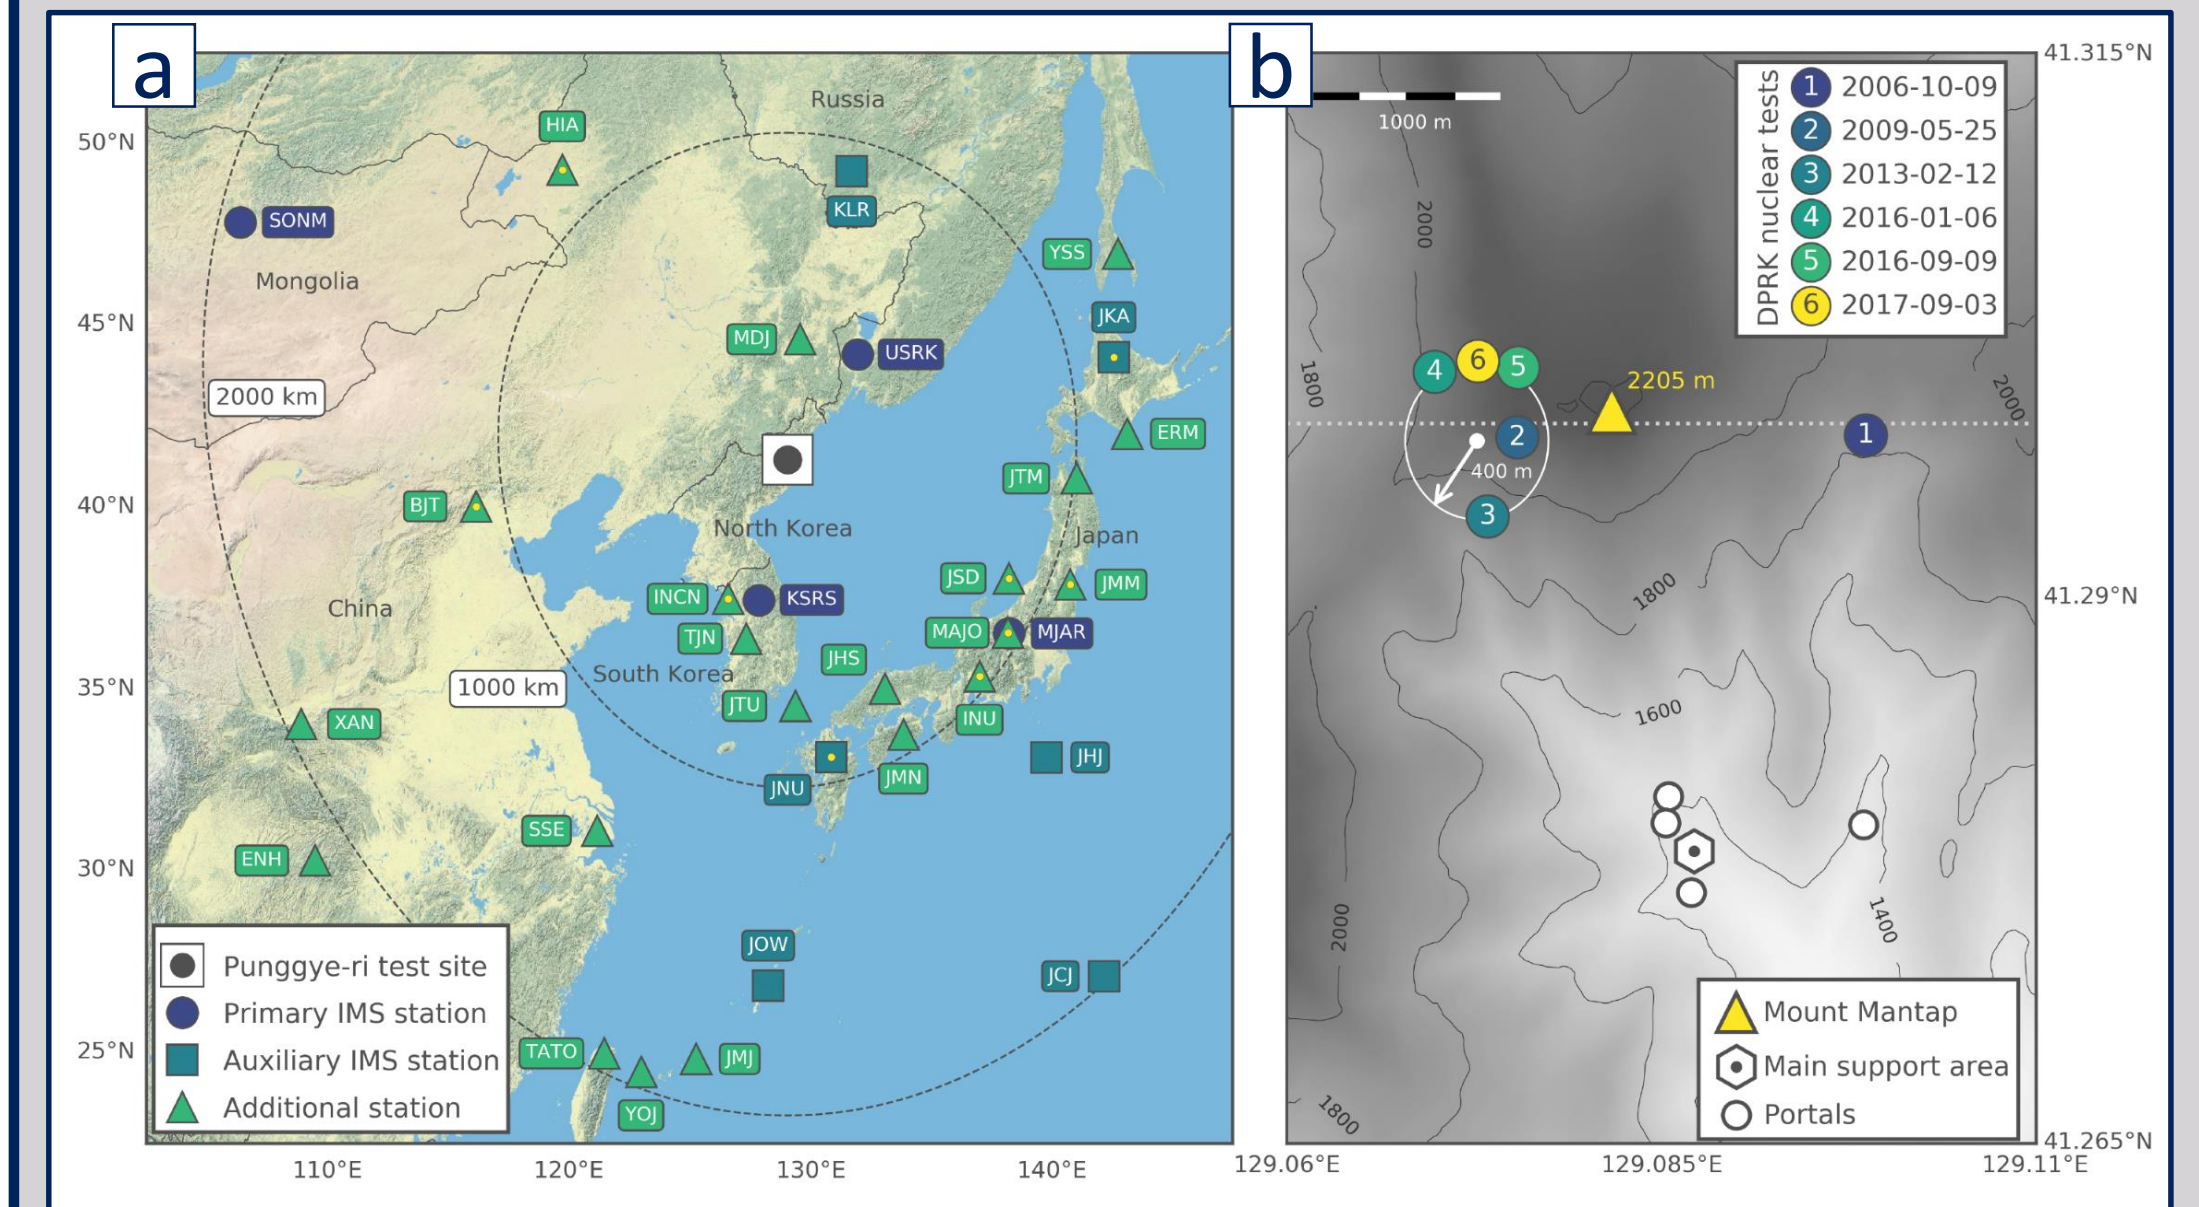 a
Russia
HIA
50°N
KLR
SONM
YSS
Mongolia
JKA
45°N
MDJ
USRK
2000 km
ERM
JTM
BJT
40°N
North Korea
Japan
JSD
JMM
INCN
KSRS
China
MAJO
MJAR
TJN
JHS
South Korea
1000 km
35°N
JTU
INU
XAN
JHJ
JMN
JNU
SSE
ENH
30°N
JOW
JCJ
Punggye-ri test site
Primary IMS station
25°N
TATO
JMJ
Auxiliary IMS station
YOJ
Additional station
110°E
120°E
130°E
140°E
b
41.315°N
1000 m
DPRK nuclear tests
1 2006-10-09
2 2009-05-25
3 2013-02-12
4 2016-01-06
5 2016-09-09
6 2017-09-03
2000
1800
4
6
5
2205 m
2000
2
1
400 m
3
1800
41.29°N
1600
2000
1400
Mount Mantap
Main support area
1800
Portals
41.265°N
129.06°E
129.085°E
129.11°E